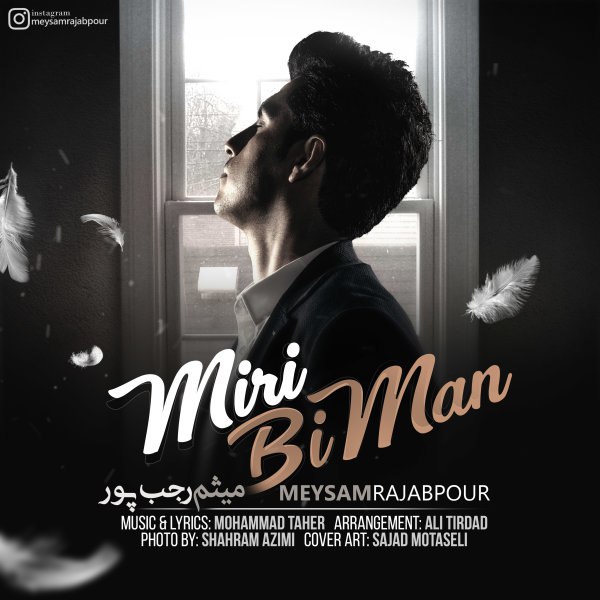 instagram
meysamrajabpour
Miri
Bi Man
میثم رجب پور MEYSAMRAJABPOUR
MUSIC & LYRICS: MOHAMMAD TAHER ARRANGEMENT: ALI TIRDAD
PHOTO BY: SHAHRAM AZIMI COVER ART: SAJAD MOTASELI